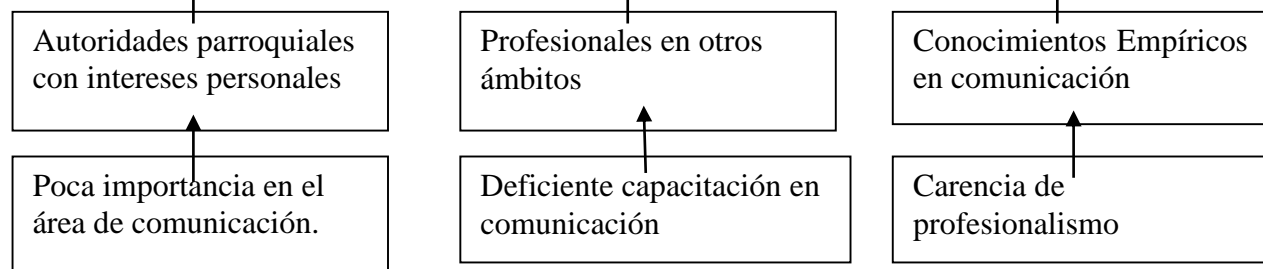 Autoridades parroquiales
con intereses personales
Profesionales en otros
ámbitos
Conocimientos Empíricos
en comunicación
Poca importancia en el
área de comunicación.
Deficiente capacitación en
comunicación
Carencia de
profesionalismo